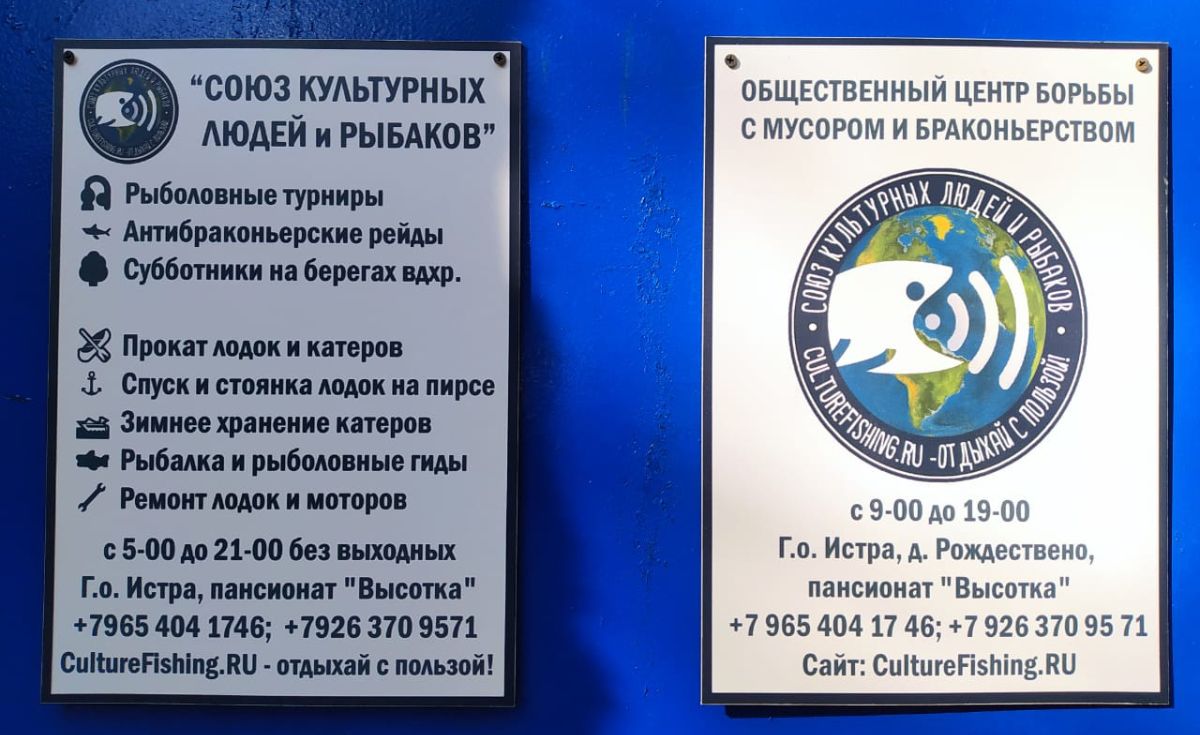 "СОЮЗ КУЛЬТУРНЫХ
ЛЮДЕЙ и РЫБАКОВ"
Рыболовные турниры
Антибраконьерские рейды
Субботники на берегах вдхр.
Прокат лодок и катеров
Спуск и стоянка лодок на пирсе
Зимнее хранение катеров
Рыбалка и рыболовные гиды
Ремонт лодок и моторов
с 5-00 до 21-00 без выходных
Г.о. Истра, пансионат "Высотка"
+7965 404 1746; +7926 370 9571
CultureFishing.RU - отдыхай с пользой!
ОБЩЕСТВЕННЫЙ ЦЕНТР БОРЬБЫ
С МУСОРОМ И БРАКОНЬЕРСТВОМ
СОЮЗ КУЛЬТУРНЫХ ЛЮДЕЙ И РЫБАКОВ
CULTUREFISHING.RU - ОТДЫХАЙ С ПОЛЬЗОЙ!
с 9-00 до 19-00
Г.о. Истра, д. Рождествено,
пансионат "Высотка"
+7 965 404 17 46; +7 926 370 95 71
Сайт: CultureFishing.RU